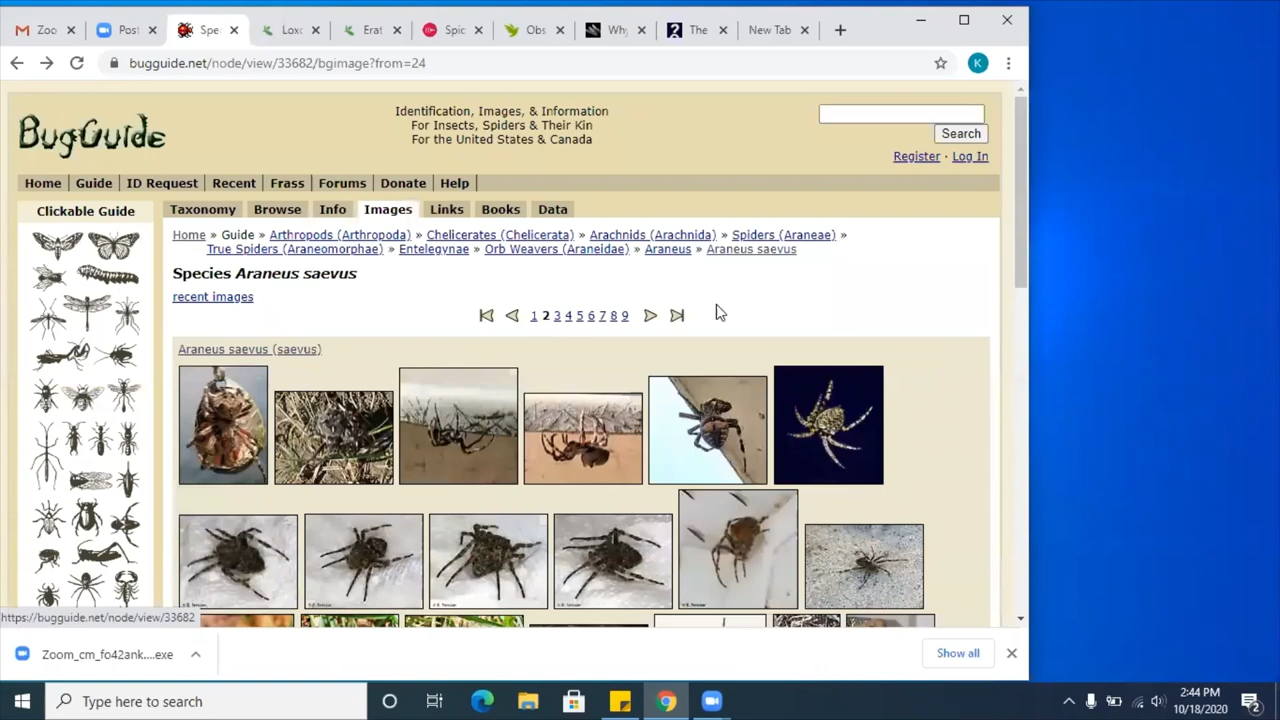 Zoo
Post
Spe
Loxo
Erat
Spic
Obs
Why
The
New Tab
bugguide.net/node/view/33682/bgimage?from=24
K
BugGuide
Identification, Images, & Information
For Insects, Spiders & Their Kin
For the United States & Canada
Search
Register · Log In
Home Guide ID Request Recent Frass Forums Donate Help
Clickable Guide
Taxonomy Browse Info Images Links Books Data
Home » Guide » Arthropods (Arthropoda) » Chelicerates (Chelicerata) » Arachnids (Arachnida) » Spiders (Araneae) »
True Spiders (Araneomorphae) » Entelegynae » Orb Weavers (Araneidae) » Araneus » Araneus saevus
Species Araneus saevus
recent images
1 2 3 4 5 6 7 8 9
Araneus saevus (saevus)
https://bugguide.net/node/view/33682
Zoom_cm_fo42ank....exe
Show all
Type here to search
2:44 PM
10/18/2020
2